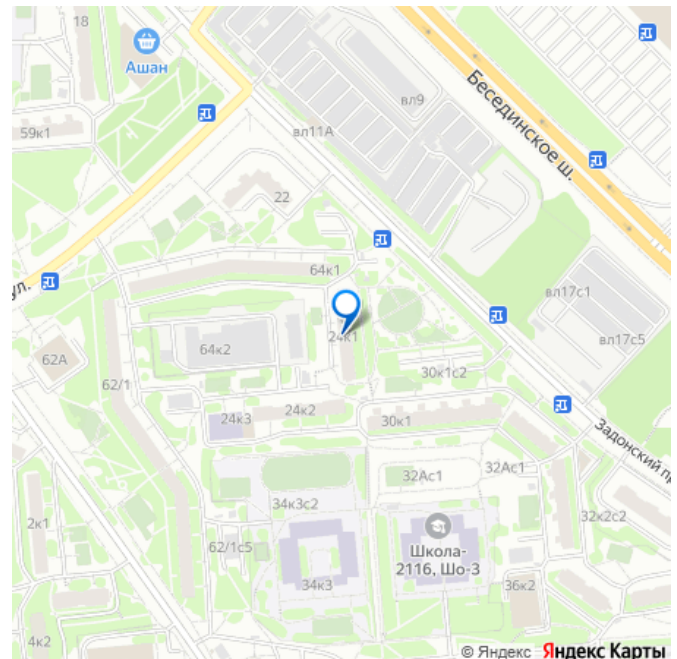 18
Ашан
59к1
вл11А
вл9
Бесединское ш.
22
ул.
64к1
24к1
вл17с1
вл17с5
62А
64к2
62/1
30к1с2
24к3
24к2
30к1
Задонский пр
32Ас1
32Ас1
34к3с2
2к1
32к2с2
Школа-
2116, Шо-3
62/1с5
34к3
36к2
4к2
© Яндекс Яндекс Карты